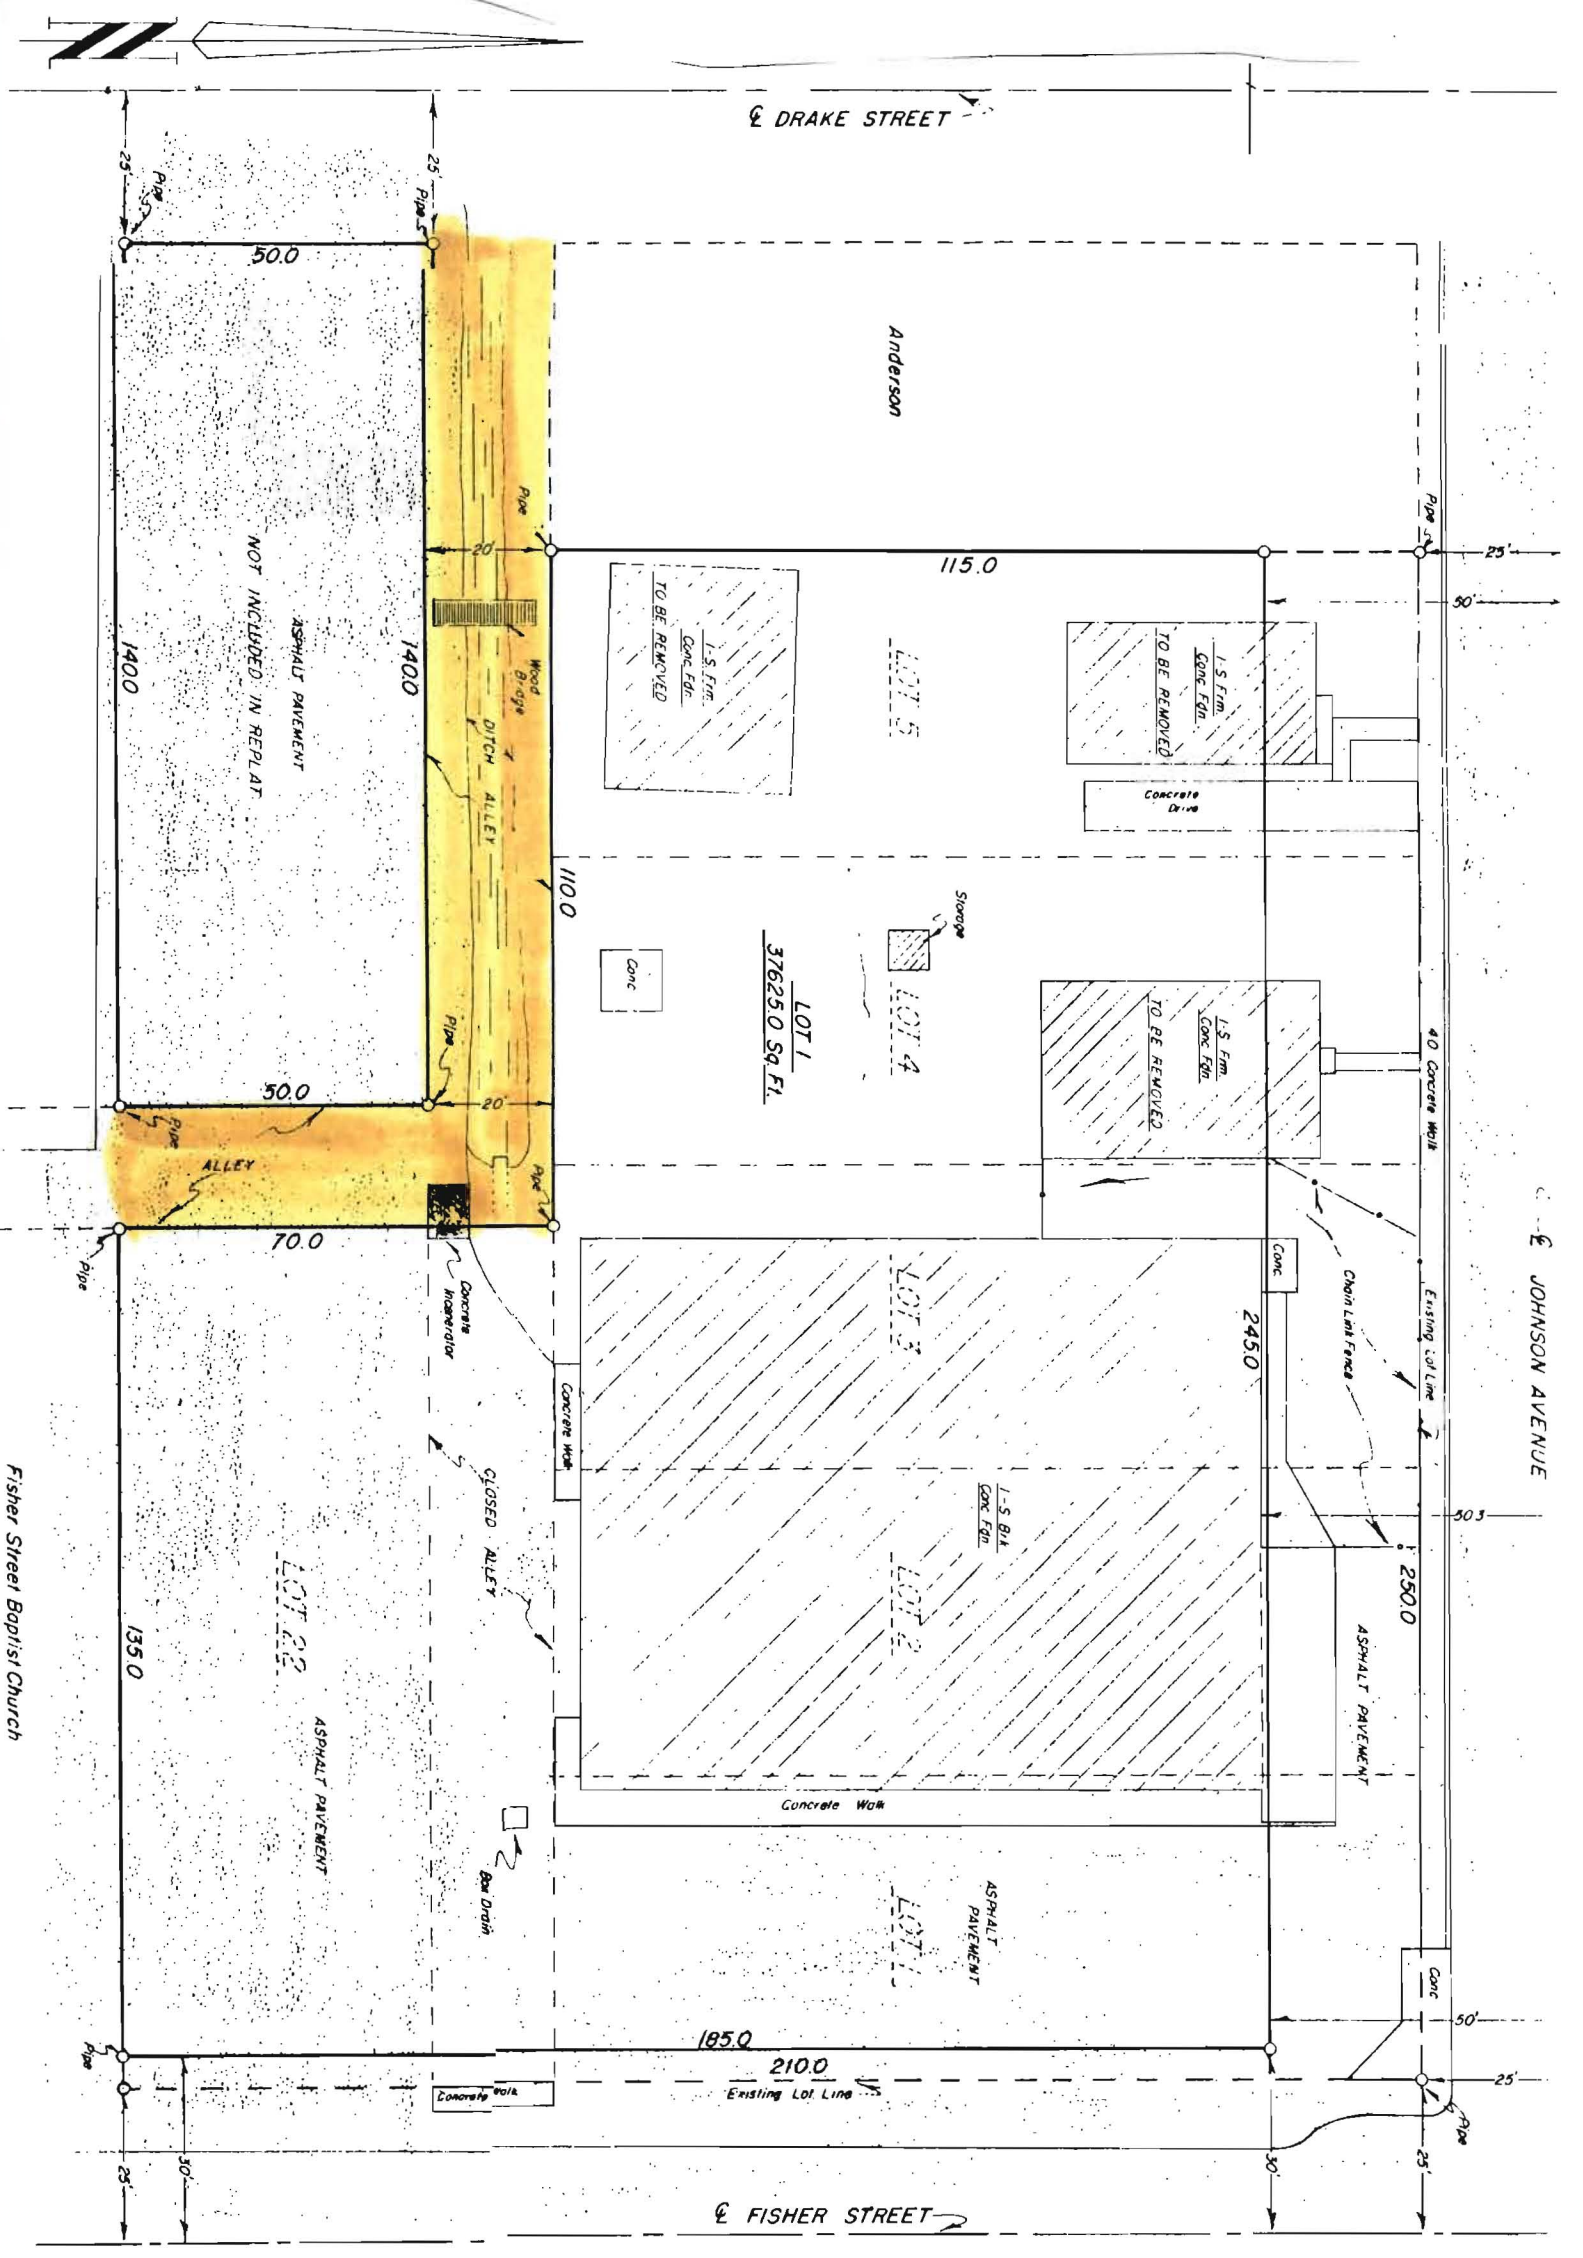 ℄ DRAKE STREET
25'
Pipe
25'
Pipe
50.0
Anderson
Pipe
Pipe
25'
20'
115.0
50'
NOT INCLUDED IN REPLAT
ASPHALT PAVEMENT
140.0
140.0
Wood
Bridge
DITCH ALLEY
1-S Frm.
Conc Fdn
TO BE REMOVED
LOT 5
1-S Frm.
Conc Fdn
TO BE REMOVED
Concrete
Drive
110.0
Storage
Conc
LOT 1
37625.0 Sq. Ft.
LOT 4
1-S Frm.
Conc Fdn
TO BE REMOVED
4.0 Concrete Walk
Pipe
50.0
20'
Pipe
ALLEY
Pipe
70.0
Pipe
Concrete
Incenerator
LOT 3
Conc
245.0
Chain Link Fence
Existing Lot Line
℄ JOHNSON AVENUE
Concrete Walk
CLOSED ALLEY
1-S Brk
Conc Fdn
LOT 2
50.3
250.0
ASPHALT PAVEMENT
Fisher Street Baptist Church
135.0
LOT 22
ASPHALT PAVEMENT
Concrete Walk
Box Drain
LOT 1
ASPHALT
PAVEMENT
Conc
50'
Pipe
185.0
210.0
Existing Lot Line
Concrete Walk
25'
Pipe
25'
30'
30'
25'
℄ FISHER STREET